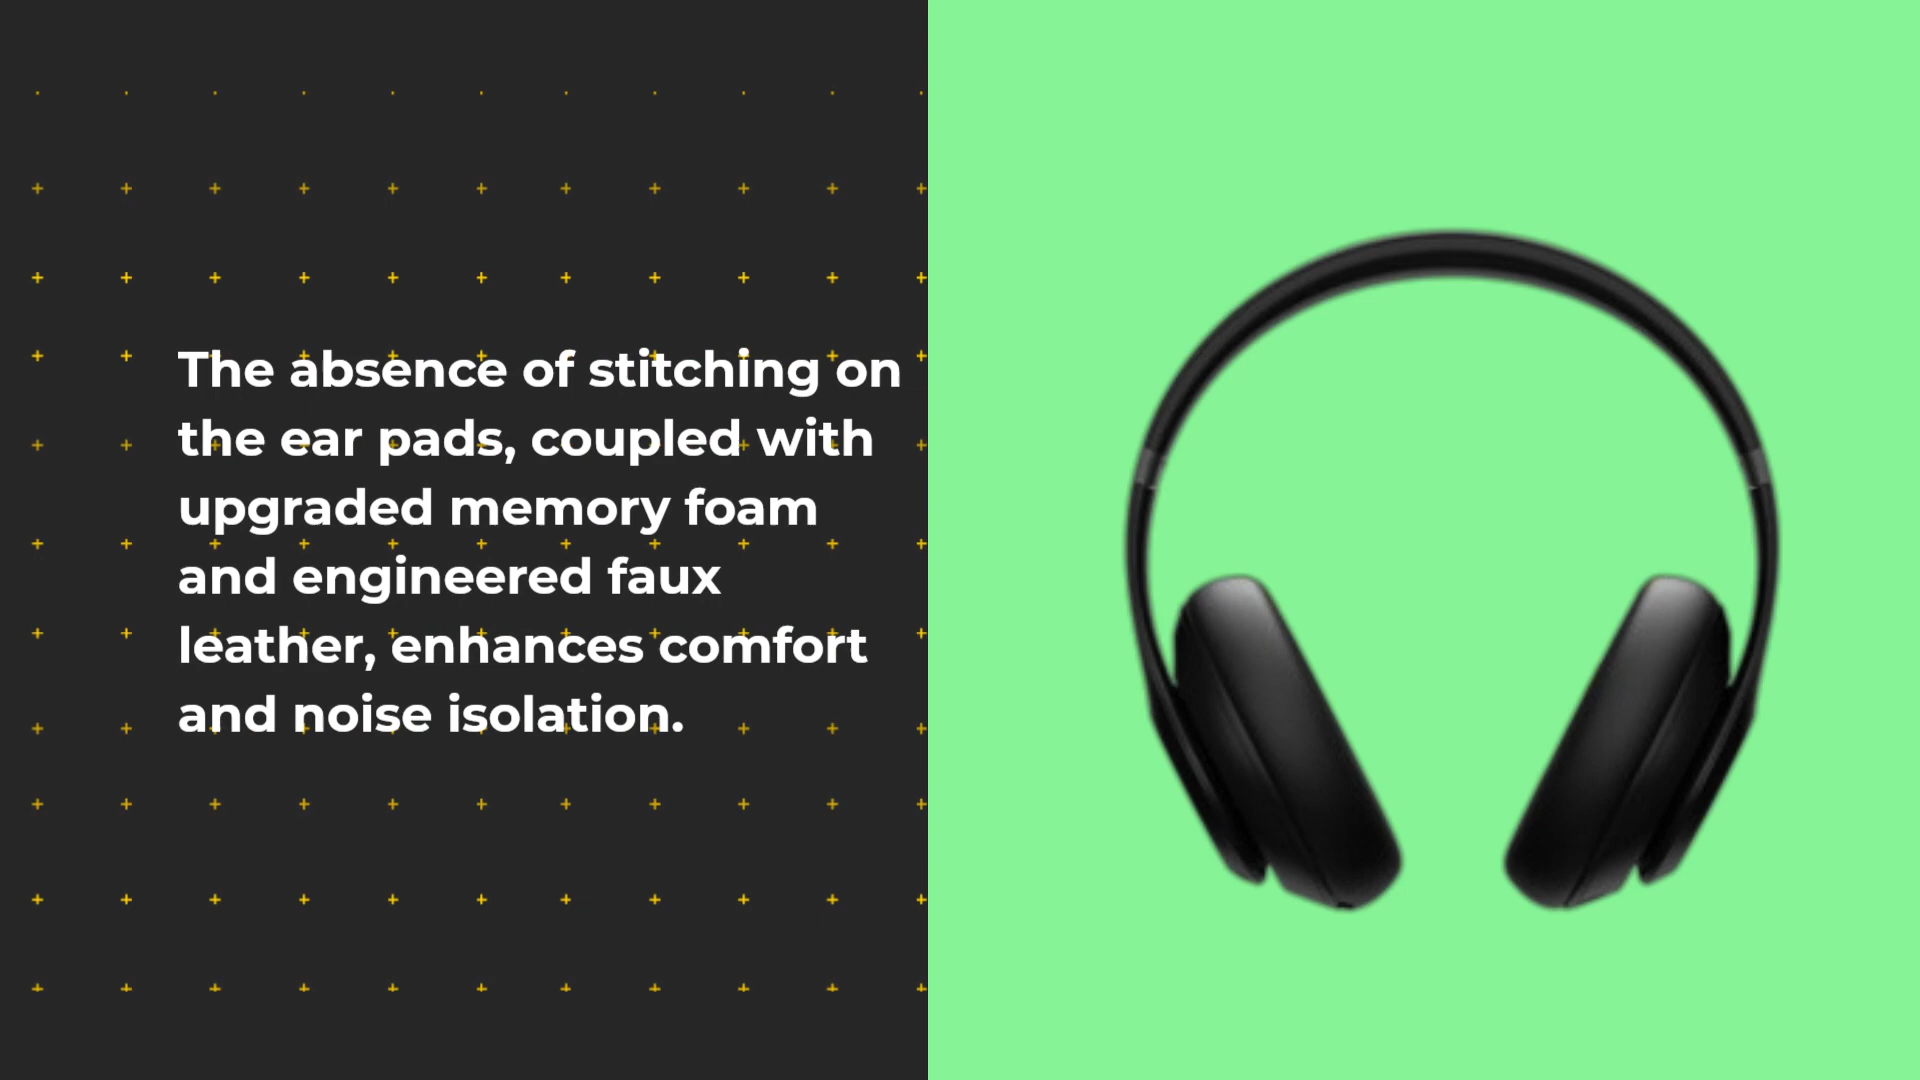 The absence of stitching on
the ear pads, coupled with
upgraded memory foam
and engineered faux
leather, enhances comfort
and noise isolation.